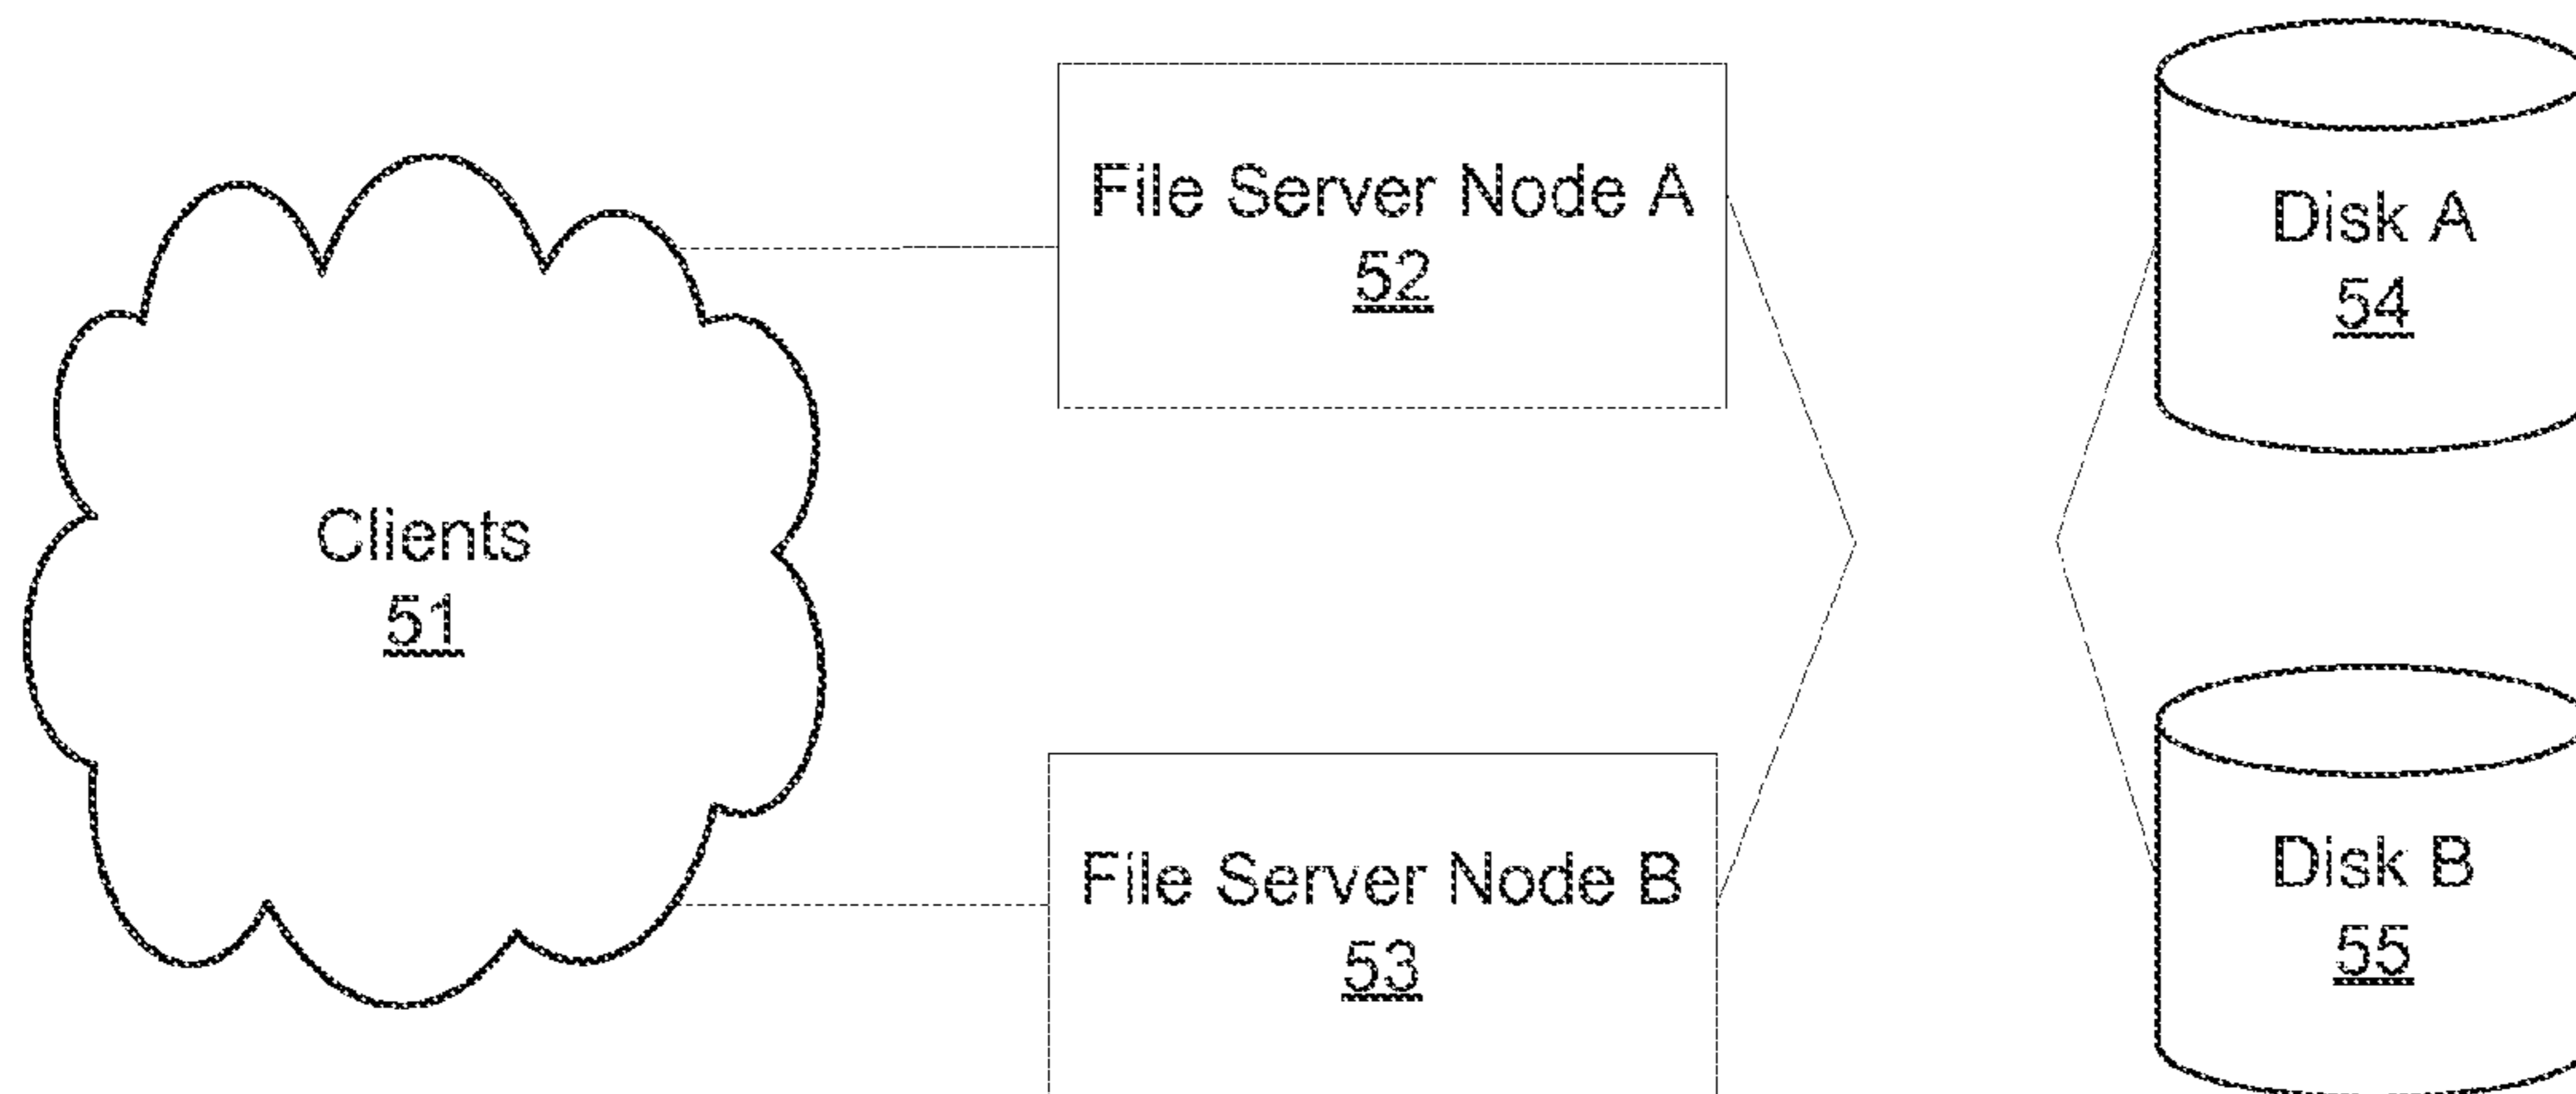 File Server Node A
52
Disk A
54
Clients
51
File Server Node B
53
Disk B
55